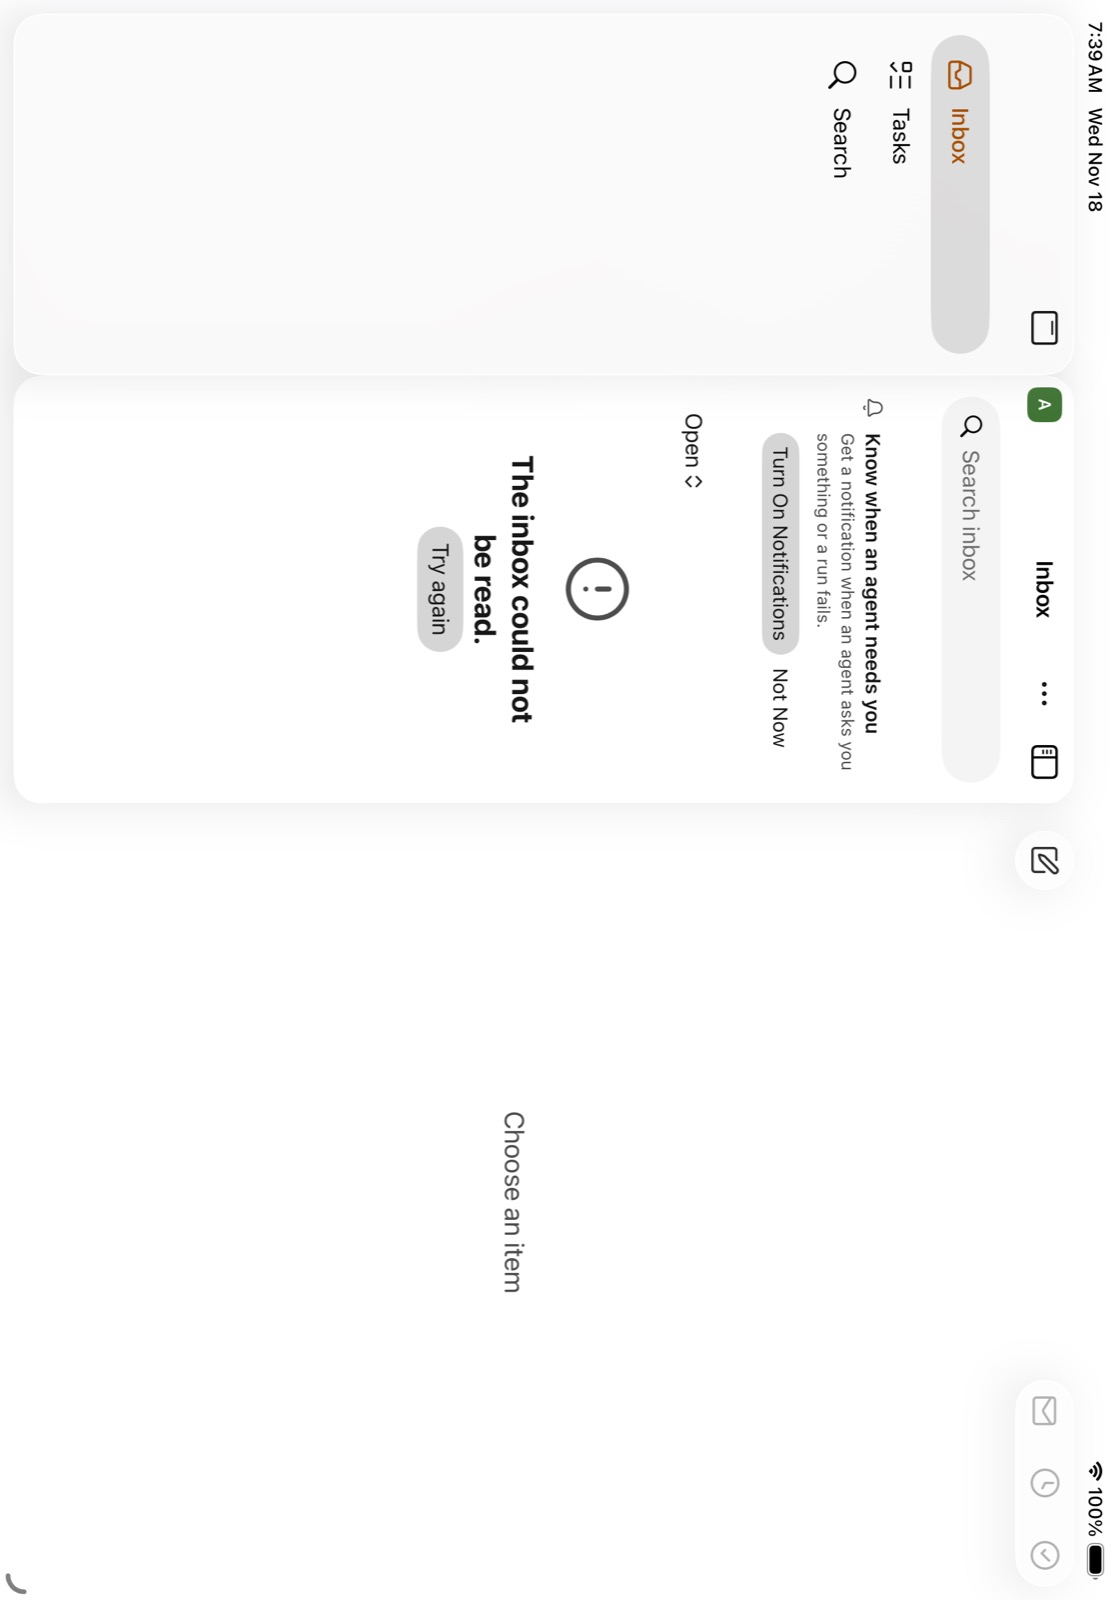 7:39 AM Wed Nov 18
100%
Inbox
Tasks
Search
A
Inbox
Search inbox
Know when an agent needs you
Get a notification when an agent asks you
something or a run fails.
Turn On Notifications
Not Now
Open
The inbox could not
be read.
Try again
Choose an item